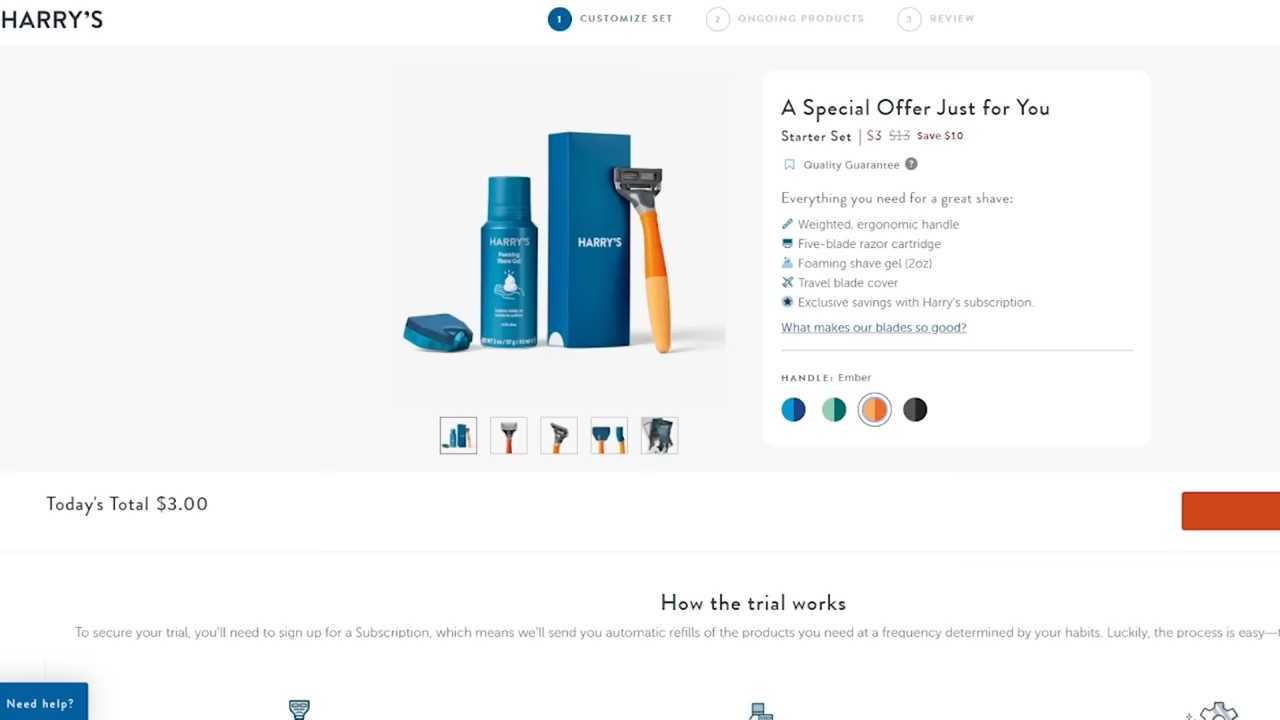 HARRY'S
1 CUSTOMIZE SET
2 ONGOING PRODUCTS
3 REVIEW
HARRY'S
Foaming
Shave Gel
HARRY'S
A Special Offer Just for You
Starter Set | $3 $13 Save $10
Quality Guarantee ?
Everything you need for a great shave:
Weighted, ergonomic handle
Five-blade razor cartridge
Foaming shave gel (2oz)
Travel blade cover
Exclusive savings with Harry's subscription.
What makes our blades so good?
HANDLE: Ember
Today's Total $3.00
How the trial works
To secure your trial, you'll need to sign up for a Subscription, which means we'll send you automatic refills of the products you need at a frequency determined by your habits. Luckily, the process is easy—
Need help?